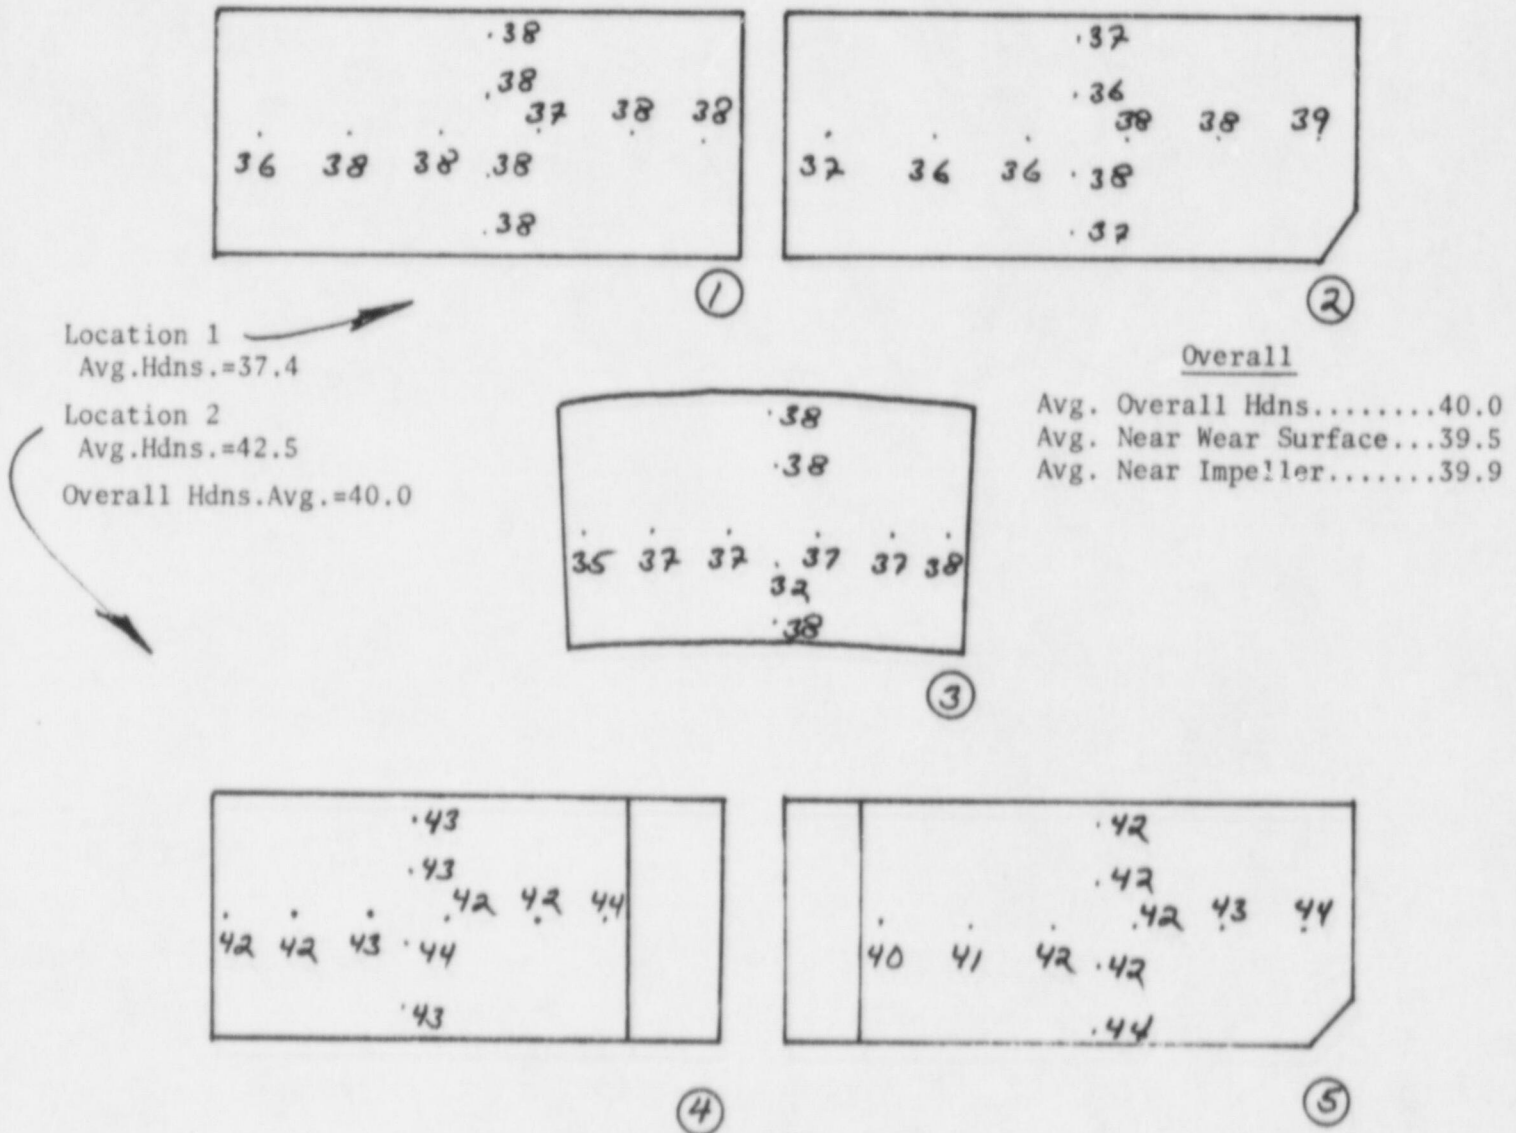 .38
.38
37 38 38
36 38 38 .38
.38
1
.37
.36
38 38 39
37 36 36 .38
.37
2
Location 1
Avg.Hdns.=37.4
Location 2
Avg.Hdns.=42.5
Overall Hdns.Avg.=40.0
Overall
Avg. Overall Hdns........40.0
Avg. Near Wear Surface...39.5
Avg. Near Impeller.......39.9
.38
.38
35 37 37 37 37 38
.38
3
.43
.43
42 42 44
42 42 43 .44
.43
4
.42
.42
42 43 44
40 41 42 .42
.44
5